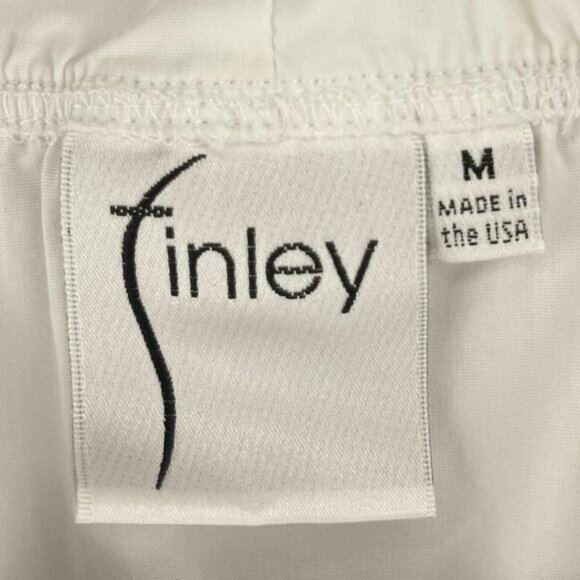 finley
M
MADE in
the USA